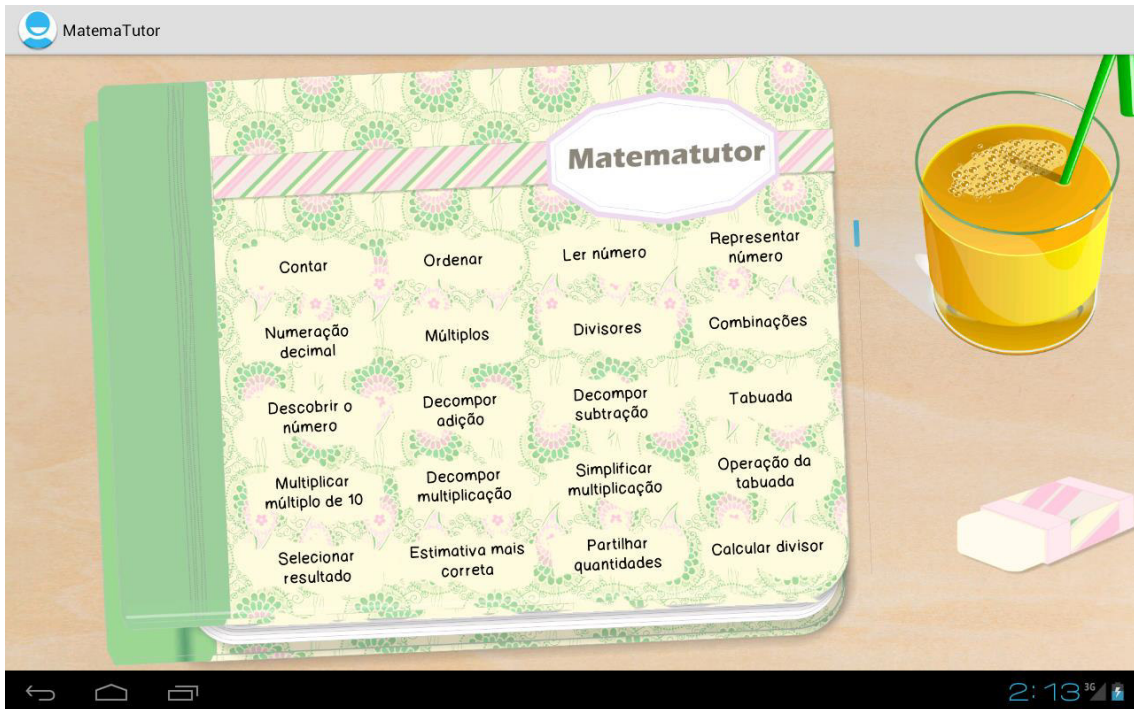 MatemaTutor
Matematutor
Contar
Ordenar
Ler número
Representar
número
Numeração
decimal
Múltiplos
Divisores
Combinações
Descobrir o
número
Decompor
adição
Decompor
subtração
Tabuada
Multiplicar
múltiplo de 10
Decompor
multiplicação
Simplificar
multiplicação
Operação da
tabuada
Selecionar
resultado
Estimativa mais
correta
Partilhar
quantidades
Calcular divisor
2:13 3G